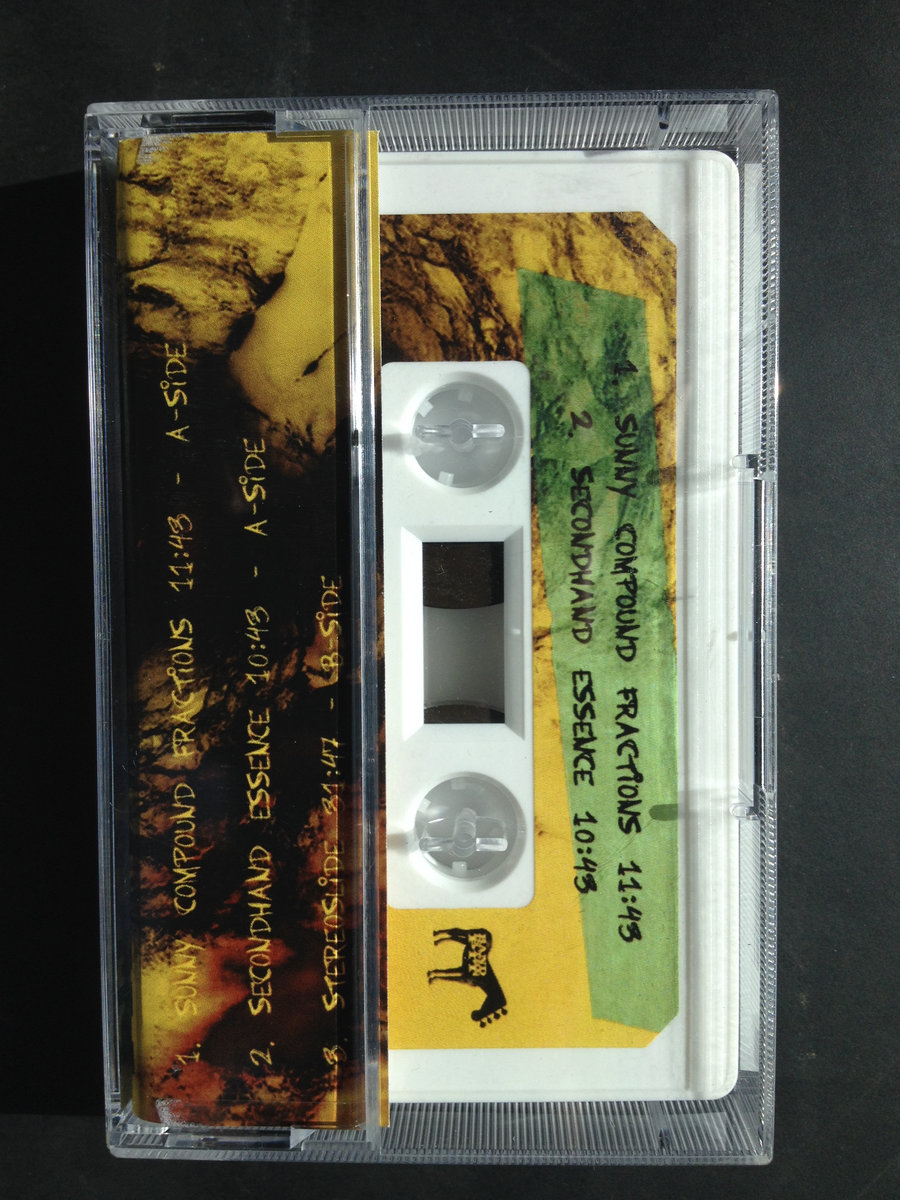 1. SUNNY COMPOUND FRACTIONS 11:43 - A-SIDE
2. SECONDHAND ESSENCE 10:43 - A-SIDE
3. STEREOSLIDE 31:47 - B-SIDE
1. SUNNY COMPOUND FRACTIONS 11:43
2. SECONDHAND ESSENCE 10:43